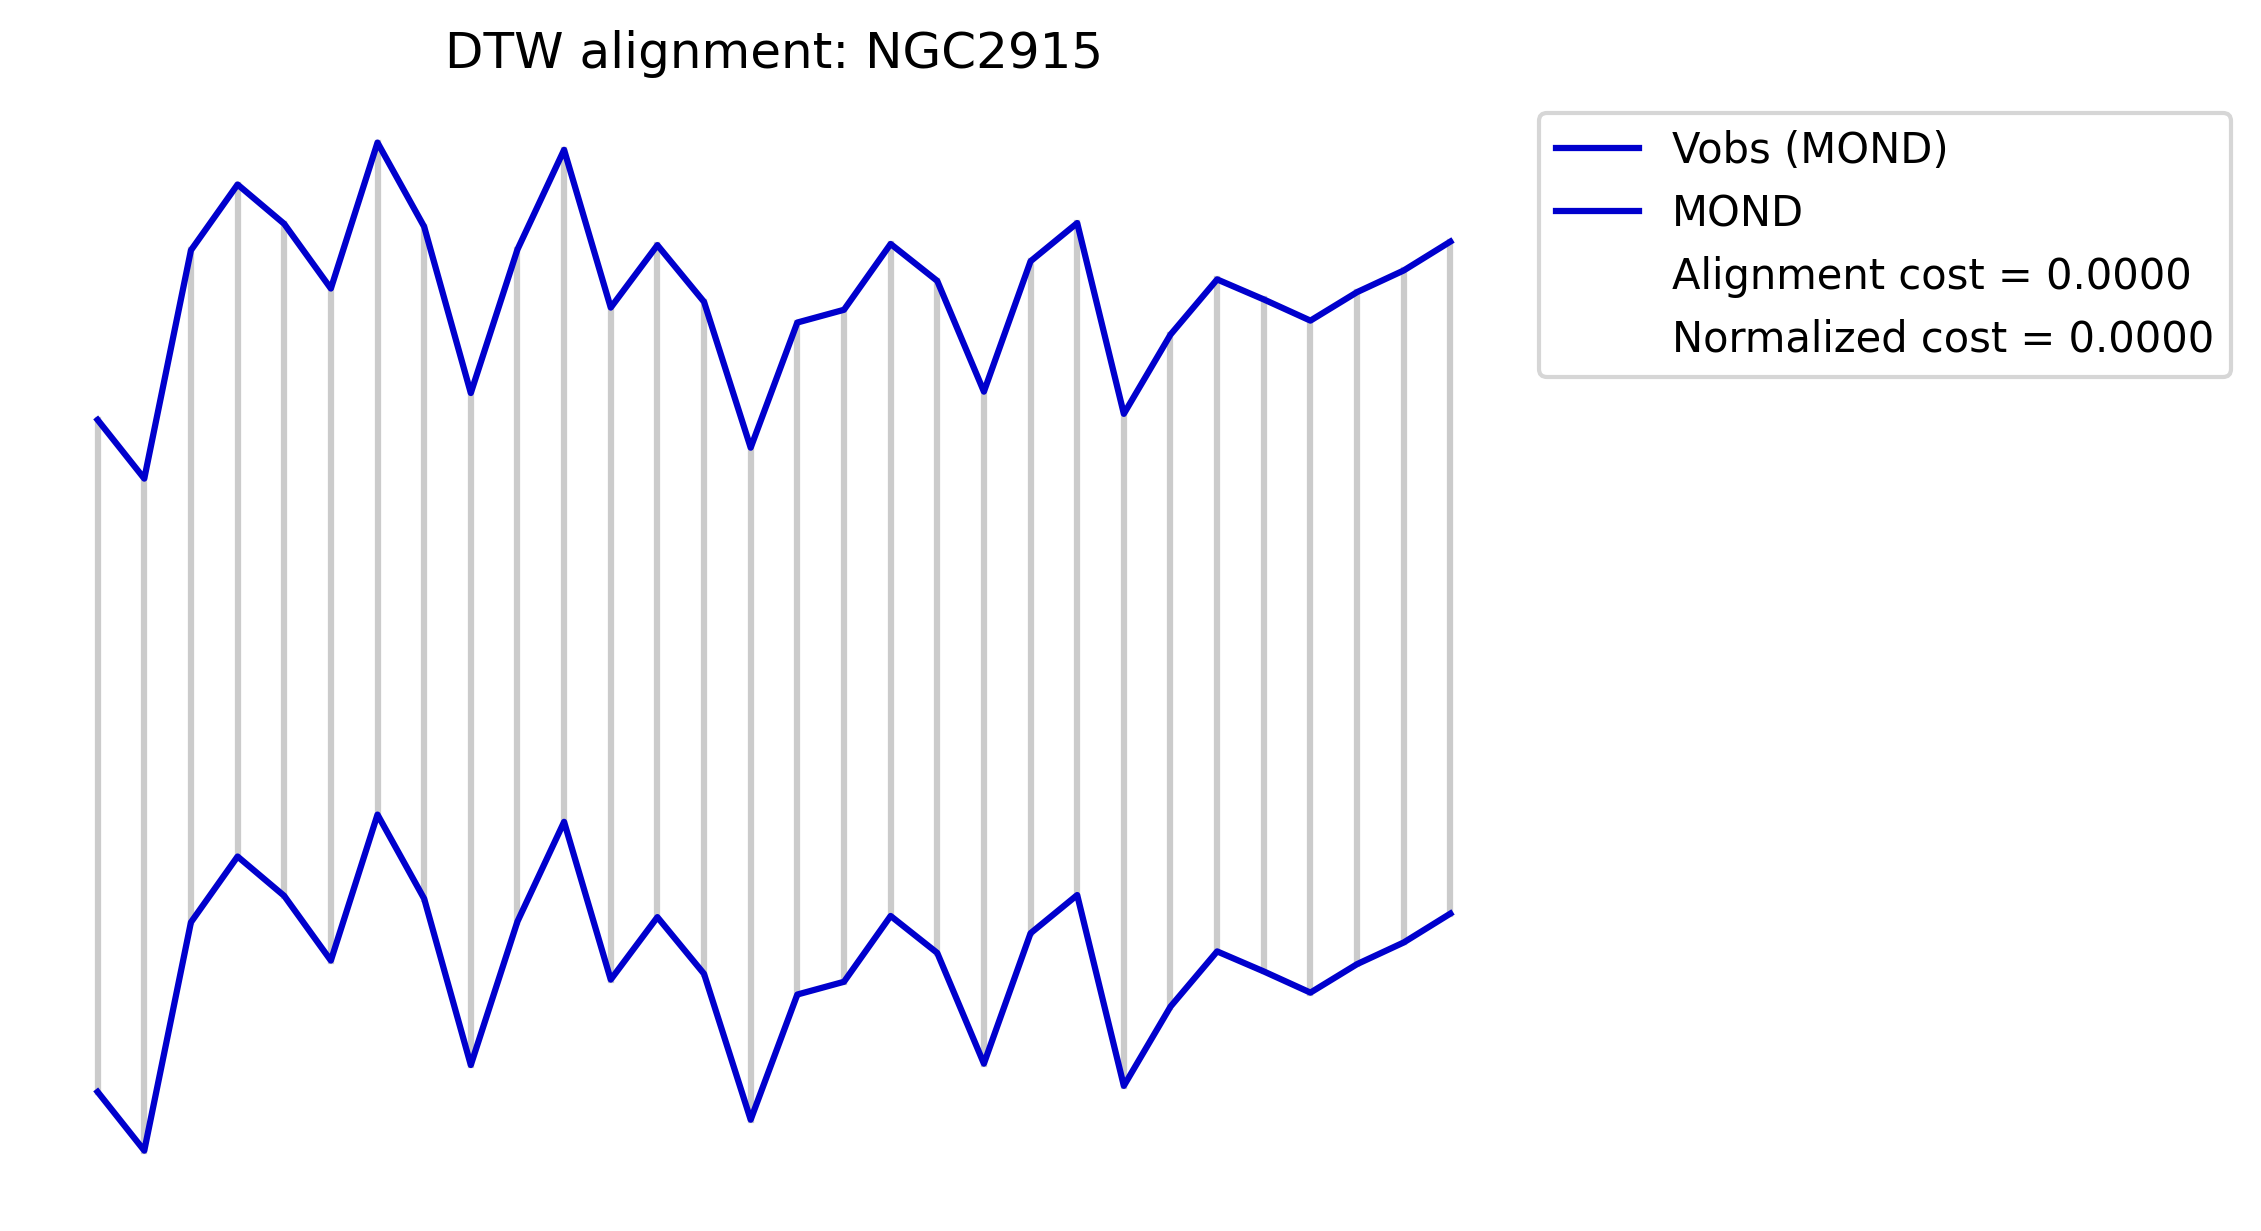 DTW alignment: NGC2915
Vobs (MOND)
MOND
Alignment cost = 0.0000
Normalized cost = 0.0000